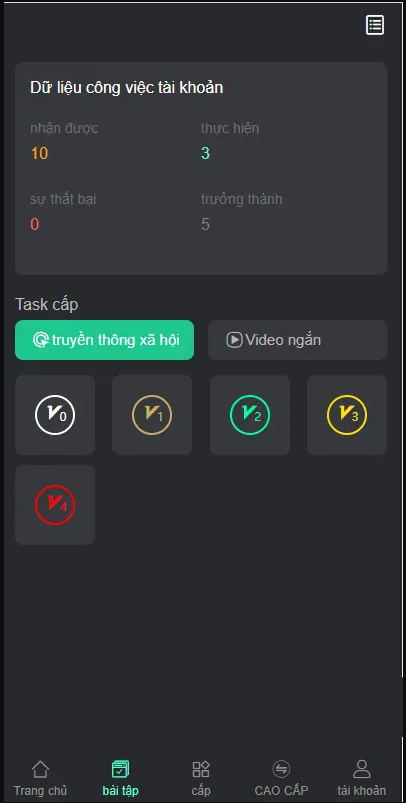 Dữ liệu công việc tài khoản
nhận được thực hiện
10 3
sự thất bại trưởng thành
0 5
Task cấp
truyền thông xã hội Video ngắn
V0 V1 V2 V3
V4
Trang chủ bài tập cấp CAO CẤP tài khoản